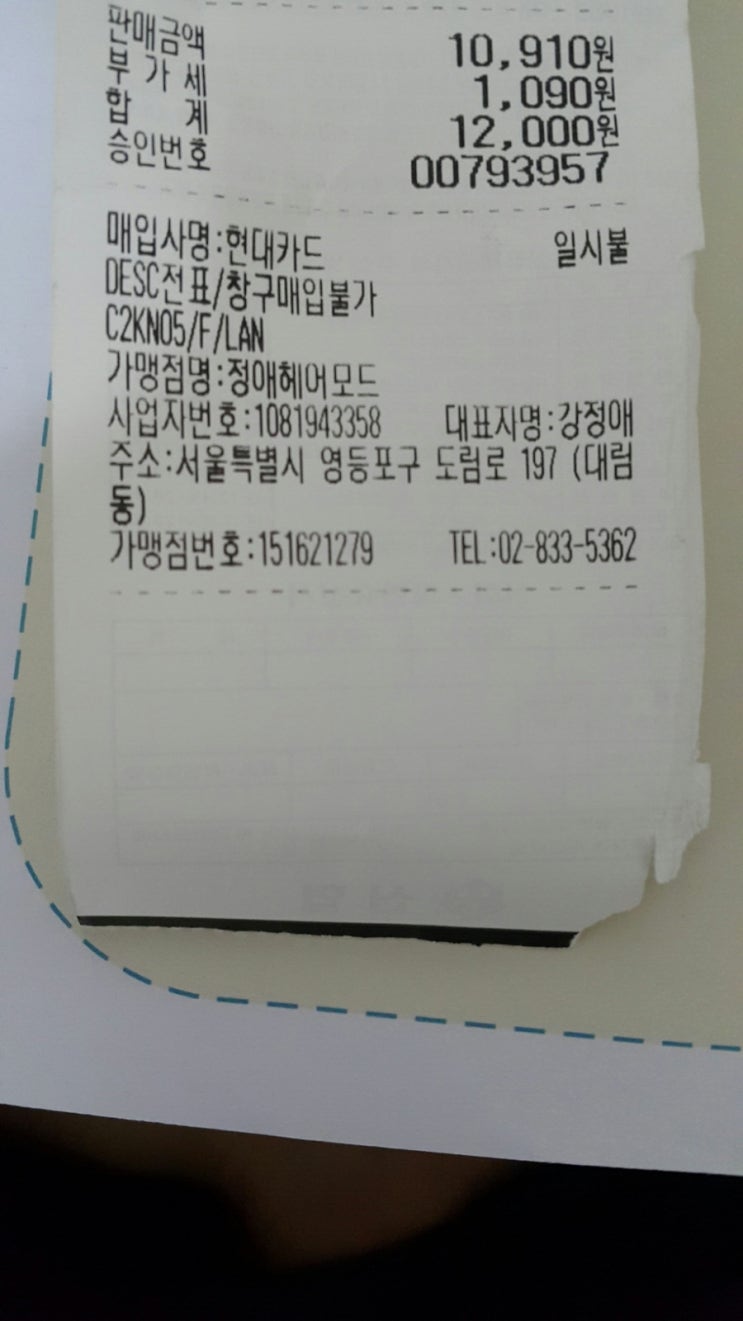 판매금액 10,910원
부 가 세 1,090원
합 계 12,000원
승인번호 00793957
매입사명:현대카드 일시불
DESC전표/창구매입불가
C2KN05/F/LAN
가맹점명:정애헤어모드
사업자번호:1081943358 대표자명:강정애
주소:서울특별시 영등포구 도림로 197 (대림
동)
가맹점번호:151621279 TEL:02-833-5362